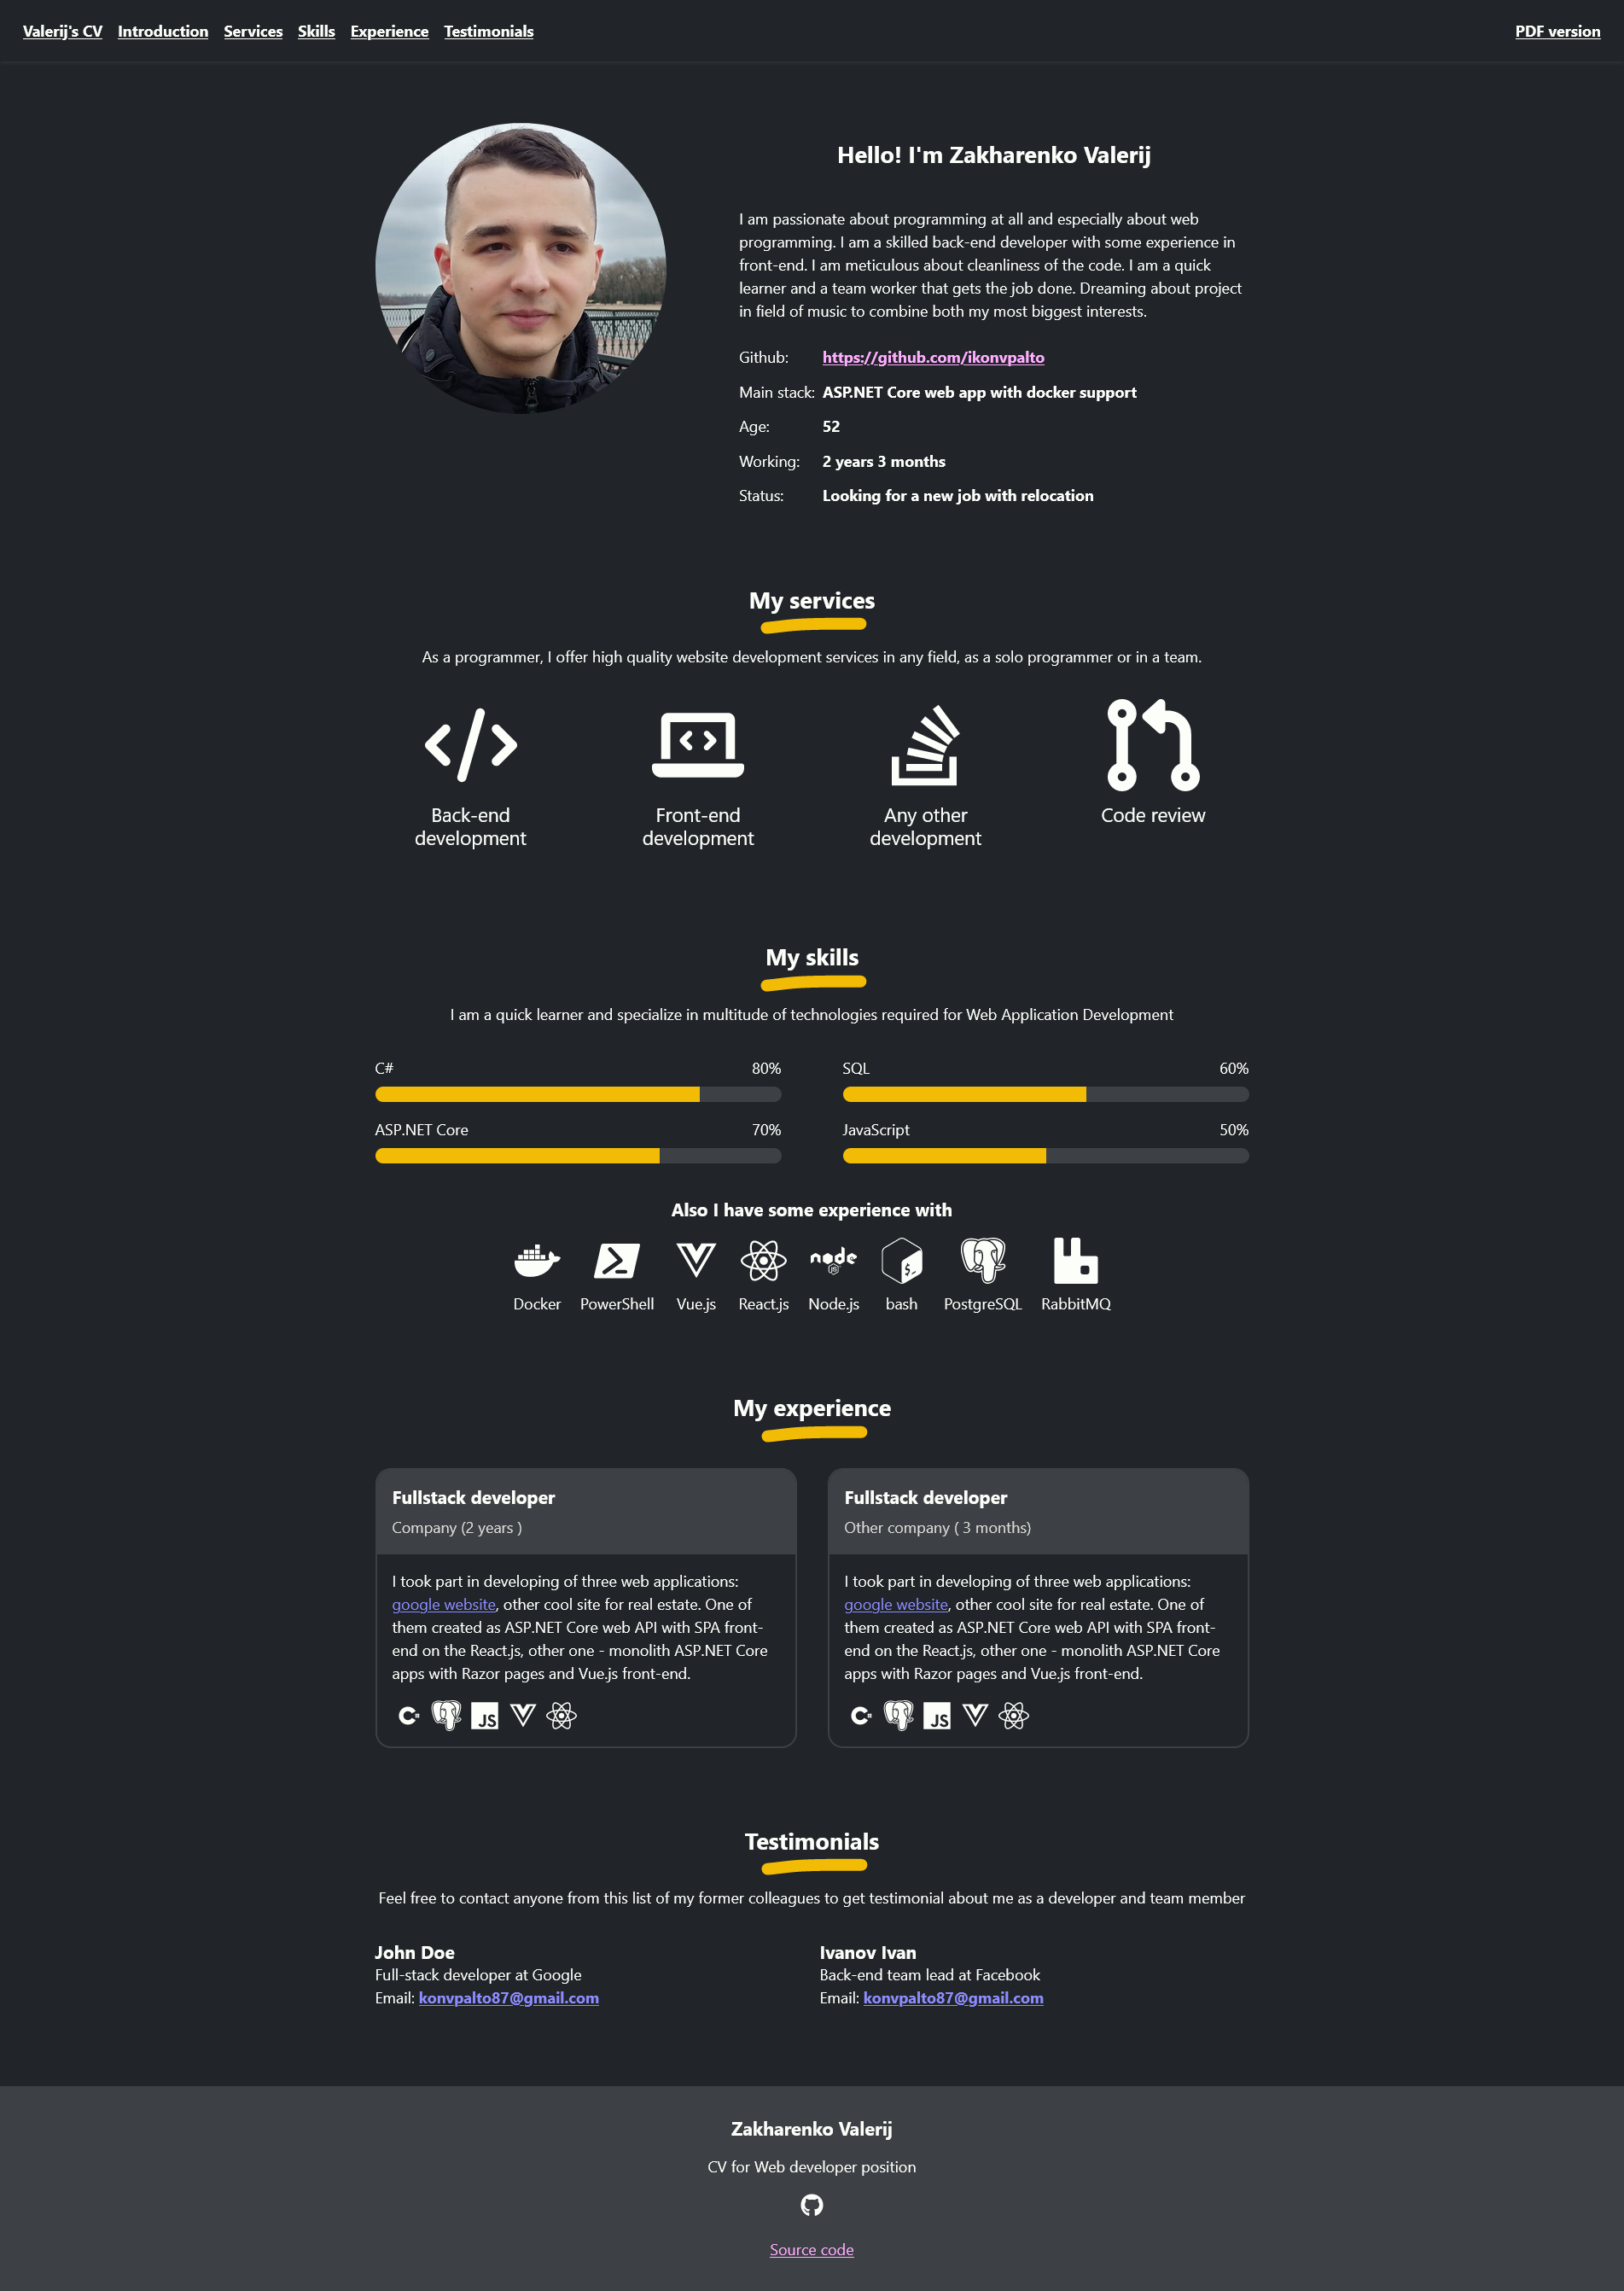 Valerij's CV Introduction Services Skills Experience Testimonials PDF version
Hello! I'm Zakharenko Valerij
I am passionate about programming at all and especially about web
programming. I am a skilled back-end developer with some experience in
front-end. I am meticulous about cleanliness of the code. I am a quick
learner and a team worker that gets the job done. Dreaming about project
in field of music to combine both my most biggest interests.
Github: https://github.com/ikonvpalto
Main stack: ASP.NET Core web app with docker support
Age: 52
Working: 2 years 3 months
Status: Looking for a new job with relocation
My services
As a programmer, I offer high quality website development services in any field, as a solo programmer or in a team.
Back-end
development
Front-end
development
Any other
development
Code review
My skills
I am a quick learner and specialize in multitude of technologies required for Web Application Development
C# 80%
SQL 60%
ASP.NET Core 70%
JavaScript 50%
Also I have some experience with
node
JS
$_
Docker PowerShell Vue.js React.js Node.js bash PostgreSQL RabbitMQ
My experience
Fullstack developer
Company (2 years )
I took part in developing of three web applications:
google website, other cool site for real estate. One of
them created as ASP.NET Core web API with SPA front-
end on the React.js, other one - monolith ASP.NET Core
apps with Razor pages and Vue.js front-end.
C# JS
Fullstack developer
Other company ( 3 months)
I took part in developing of three web applications:
google website, other cool site for real estate. One of
them created as ASP.NET Core web API with SPA front-
end on the React.js, other one - monolith ASP.NET Core
apps with Razor pages and Vue.js front-end.
C# JS
Testimonials
Feel free to contact anyone from this list of my former colleagues to get testimonial about me as a developer and team member
John Doe
Full-stack developer at Google
Email: konvpalto87@gmail.com
Ivanov Ivan
Back-end team lead at Facebook
Email: konvpalto87@gmail.com
Zakharenko Valerij
CV for Web developer position
Source code